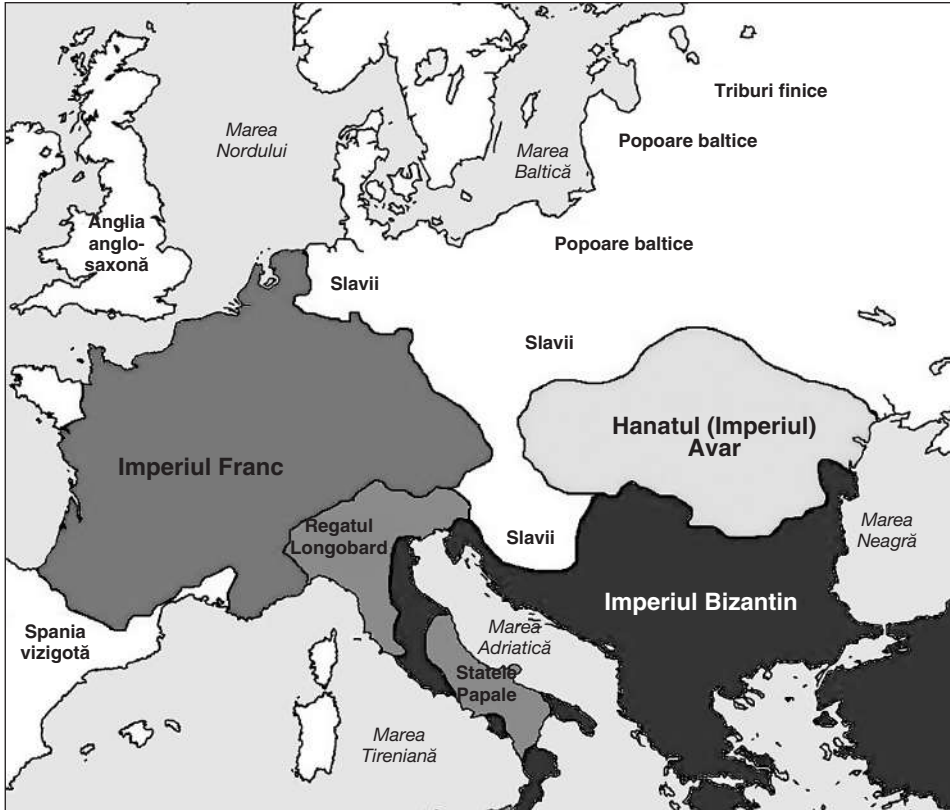 Triburi finice
Marea
Nordului
Popoare baltice
Marea
Baltică
Anglia
anglo-
saxonă
Popoare baltice
Slavii
Slavii
Hanatul (Imperiul)
Avar
Imperiul Franc
Regatul
Longobard
Slavii
Marea
Neagră
Imperiul Bizantin
Spania
vizigotă
Marea
Adriatică
Statele
Papale
Marea
Tireniană